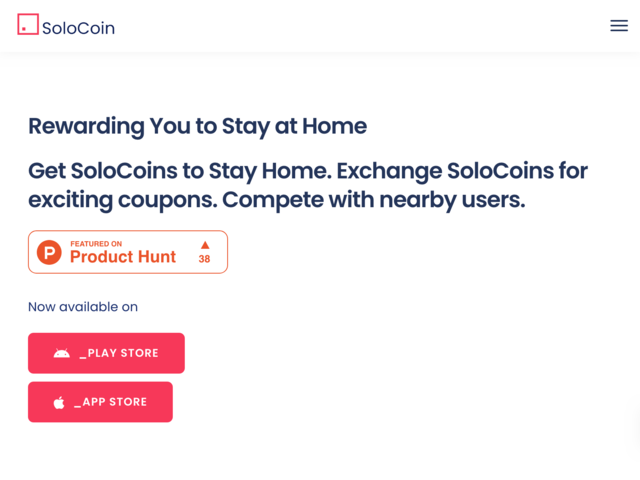 SoloCoin
Rewarding You to Stay at Home
Get SoloCoins to Stay Home. Exchange SoloCoins for
exciting coupons. Compete with nearby users.
P
FEATURED ON
Product Hunt
38
Now available on
_PLAY STORE
_APP STORE